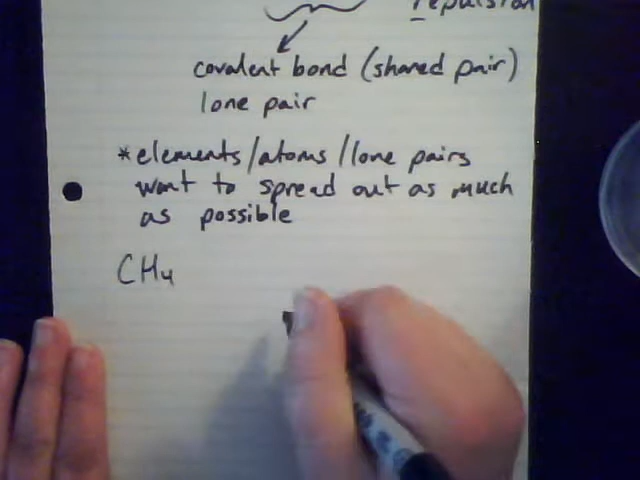 repulsion
covalent bond (shared pair)
lone pair
*elements/atoms/lone pairs
want to spread out as much
as possible
CH4